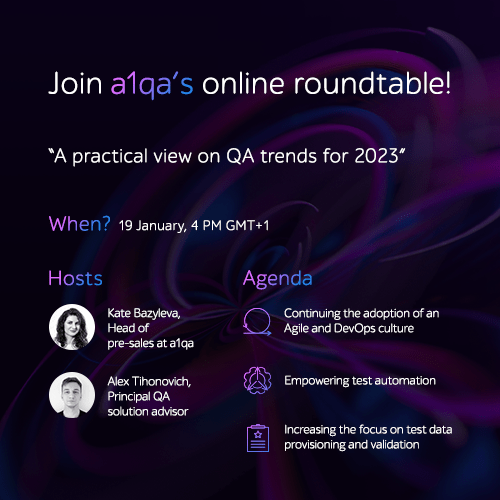 Join a1qa's online roundtable!
"A practical view on QA trends for 2023"
When? 19 January, 4 PM GMT+1
Hosts
Kate Bazyleva,
Head of
pre-sales at a1qa
Alex Tihonovich,
Principal QA
solution advisor
Agenda
Continuing the adoption of an
Agile and DevOps culture
Empowering test automation
Increasing the focus on test data
provisioning and validation